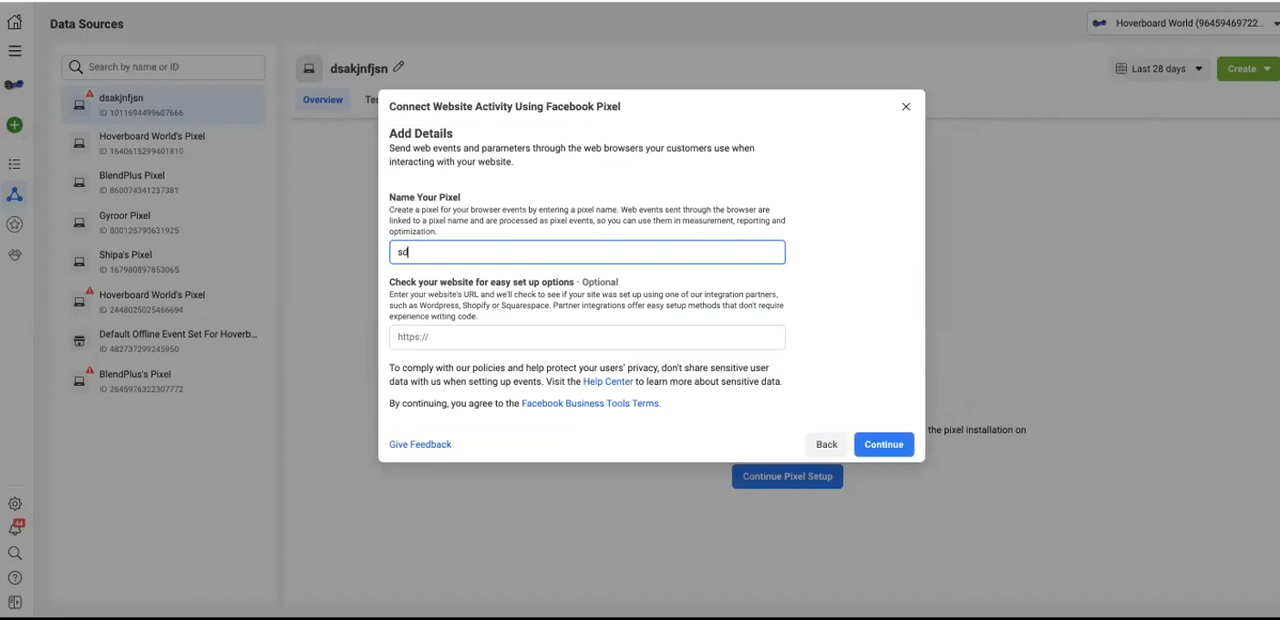 Data Sources
Hoverboard World (96459469722...
Search by name or ID
dsakjnfjsn
ID 1011694499607666
Hoverboard World's Pixel
ID 1640615299401810
BlendPlus Pixel
ID 860074341237381
Gyroor Pixel
ID 800125790631925
Shipa's Pixel
ID 167980897853065
Hoverboard World's Pixel
ID 2448025025466694
Default Offline Event Set For Hoverb...
ID 482737299245950
BlendPlus's Pixel
ID 2845976322307772
44
dsakjnfjsn
Last 28 days
Create
Overview
Te
Connect Website Activity Using Facebook Pixel
Add Details
Send web events and parameters through the web browsers your customers use when
interacting with your website.
Name Your Pixel
Create a pixel for your browser events by entering a pixel name. Web events sent through the browser are
linked to a pixel name and are processed as pixel events, so you can use them in measurement, reporting and
optimization.
sd
Check your website for easy set up options · Optional
Enter your website's URL and we'll check to see if your site was set up using one of our integration partners,
such as Wordpress, Shopify or Squarespace. Partner integrations offer easy setup methods that don't require
experience writing code.
https://
To comply with our policies and help protect your users' privacy, don't share sensitive user
data with us when setting up events. Visit the Help Center to learn more about sensitive data.
By continuing, you agree to the Facebook Business Tools Terms.
Give Feedback
Back
Continue
the pixel installation on
Continue Pixel Setup